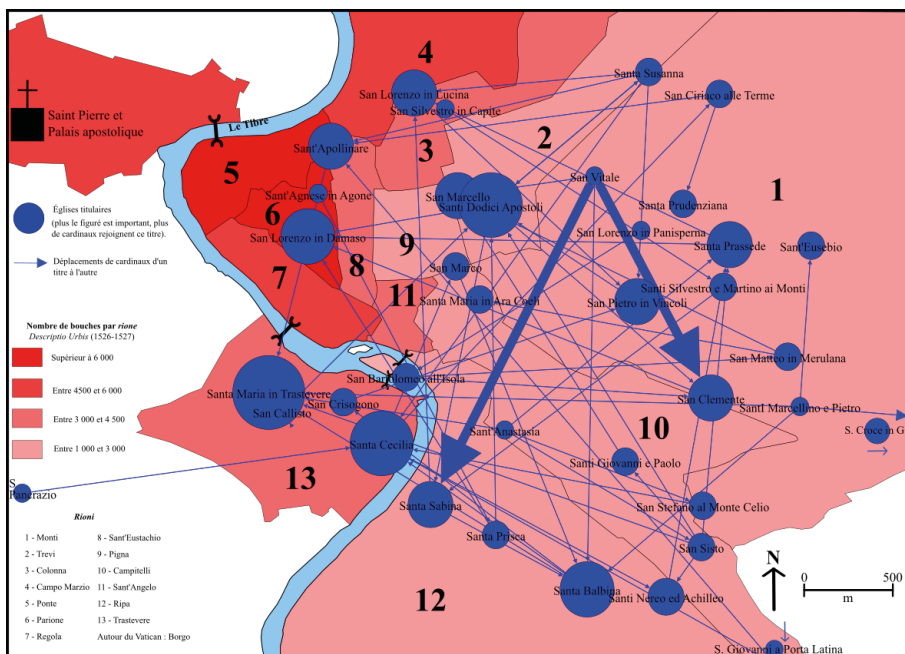 Saint Pierre et
Palais apostolique
Le Tibre
Églises titulaires
(plus le figuré est important, plus
de cardinaux rejoignent ce titre).
Déplacements de cardinaux d'un
titre à l'autre
Nombre de bouches par rione
Descriptio Urbis (1526-1527)
Supérieur à 6 000
Entre 4500 et 6 000
Entre 3 000 et 4 500
Entre 1 000 et 3 000
S.
Pancrazio
Rioni
1 - Monti
2 - Trevi
3 - Colonna
4 - Campo Marzio
5 - Ponte
6 - Parione
7 - Regola
8 - Sant'Eustachio
9 - Pigna
10 - Campitelli
11 - Sant'Angelo
12 - Ripa
13 - Trastevere
Autour du Vatican : Borgo
4
San Lorenzo in Lucina
San Silvestro in Capite
Santa Susanna
San Ciriaco alle Terme
2
3
5
Sant'Apollinare
1
San Vitale
Sant'Agnese in Agone
San Marcello
Santi Dodici Apostoli
Santa Prudenziana
6
San Lorenzo in Damaso
9
San Lorenzo in Panisperna
Santa Prassede
Sant'Eusebio
7
8
San Marco
11
Santa Maria in Ara Coeli
Santi Silvestro e Martino ai Monti
San Pietro in Vincoli
San Bartolomeo all'Isola
San Matteo in Merulana
Santa Maria in Trastevere
San Crisogono
San Callisto
San Clemente
SantI Marcellino e Pietro
Santa Cecilia
Sant'Anastasia
10
S. Croce in G
13
Santi Giovanni e Paolo
Santa Sabina
San Stefano al Monte Celio
Santa Prisca
San Sisto
12
Santa Balbina
Santi Nereo ed Achilleo
S. Giovanni a Porta Latina
N
0 500
m